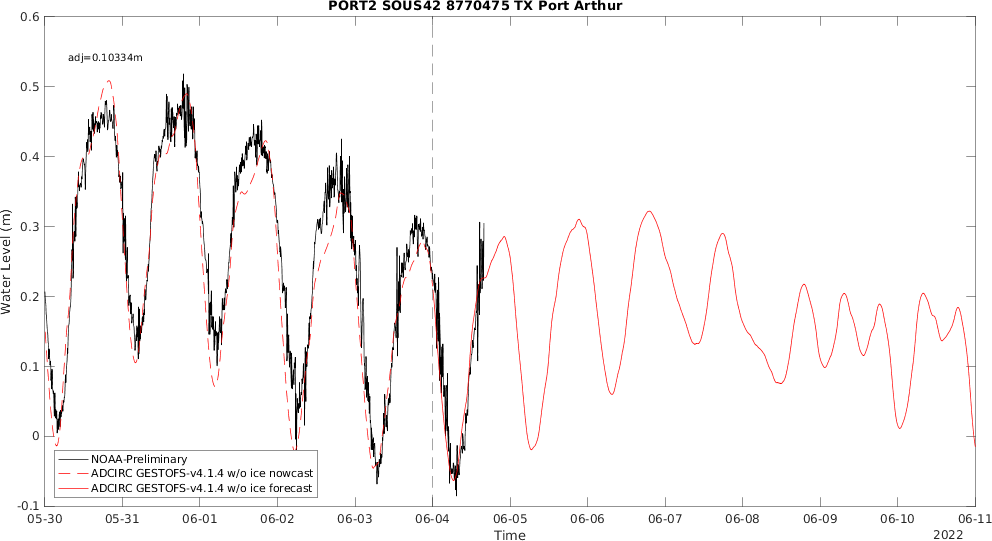 PORT2 SOUS42 8770475 TX Port Arthur
adj=0.10334m
Water Level (m)
0.6
0.5
0.4
0.3
0.2
0.1
0
-0.1
NOAA-Preliminary
ADCIRC GESTOFS-v4.1.4 w/o ice nowcast
ADCIRC GESTOFS-v4.1.4 w/o ice forecast
05-30 05-31 06-01 06-02 06-03 06-04 06-05 06-06 06-07 06-08 06-09 06-10 06-11
Time
2022